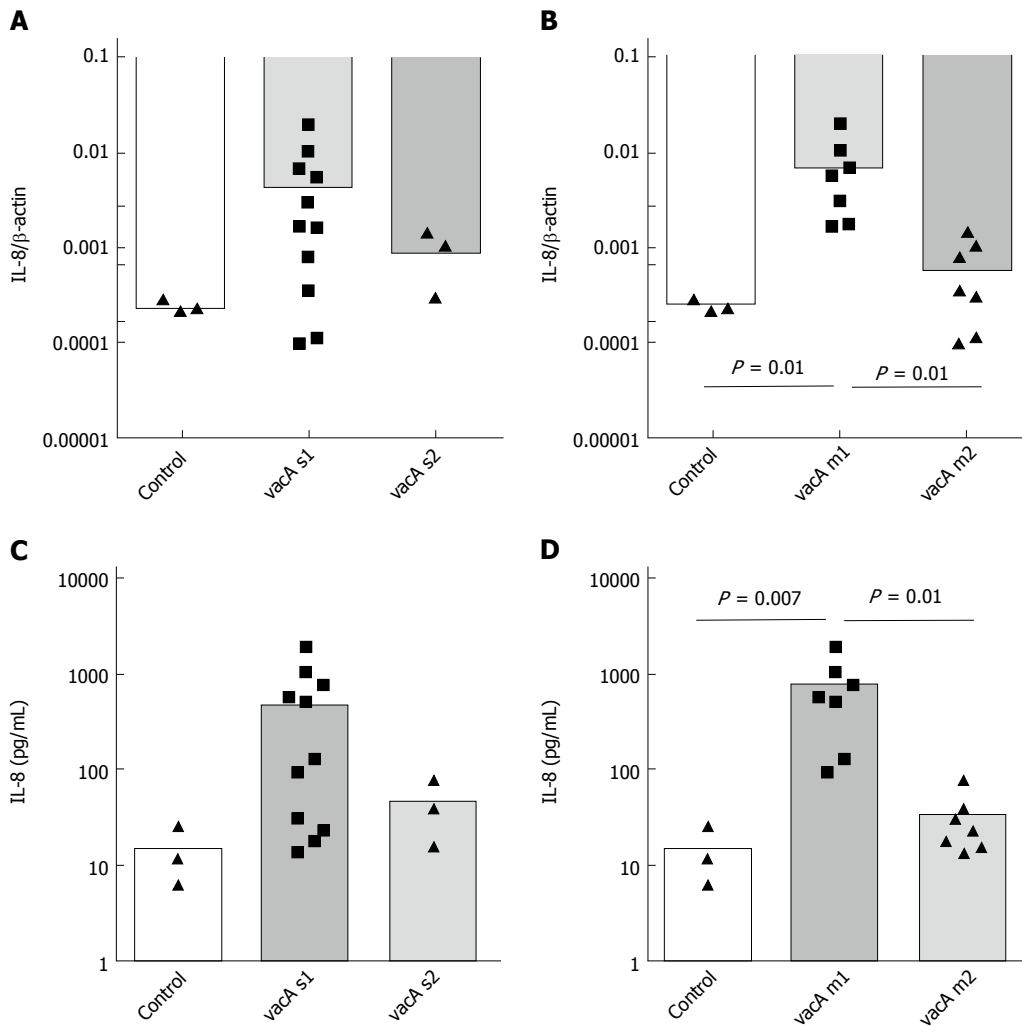 A
0.1
0.01
0.001
0.0001
0.00001
IL-8/β-actin
Control
vacA s1
vacA s2
B
0.1
0.01
0.001
0.0001
0.00001
IL-8/β-actin
P = 0.01
P = 0.01
Control
vacA m1
vacA m2
C
10000
1000
100
10
1
IL-8 (pg/mL)
Control
vacA s1
vacA s2
D
10000
1000
100
10
1
IL-8 (pg/mL)
P = 0.007
P = 0.01
Control
vacA m1
vacA m2